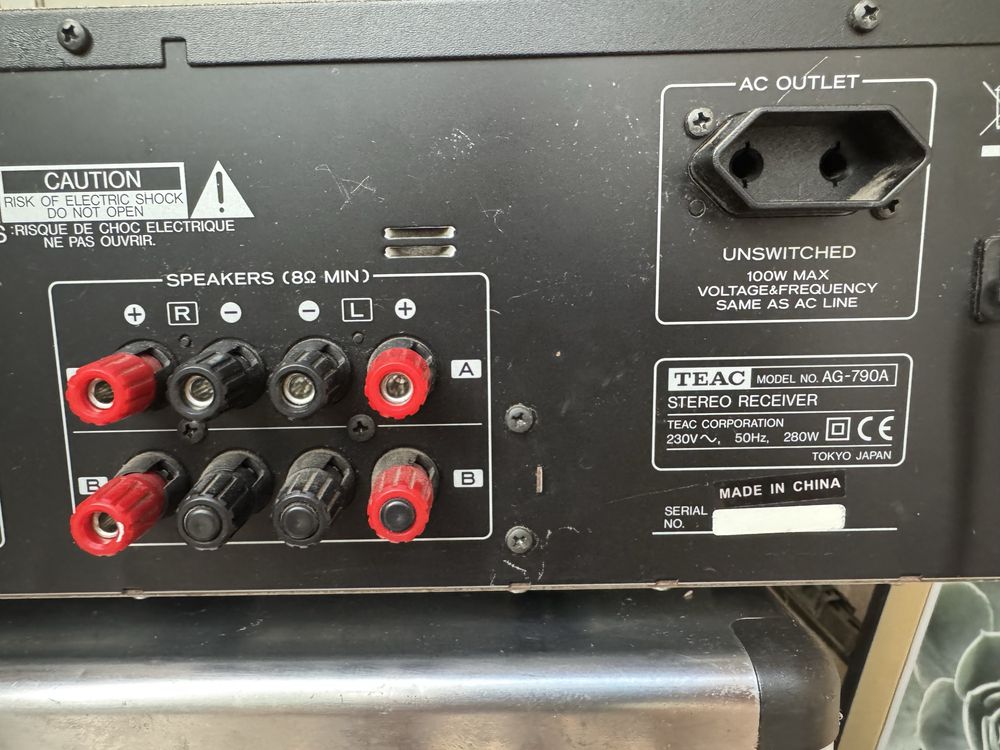 CAUTION
RISK OF ELECTRIC SHOCK
DO NOT OPEN
S :RISQUE DE CHOC ELECTRIQUE
NE PAS OUVRIR.
SPEAKERS (8Ω MIN)
+ R − − L +
A
B B
AC OUTLET
UNSWITCHED
100W MAX
VOLTAGE&FREQUENCY
SAME AS AC LINE
TEAC MODEL NO. AG-790A
STEREO RECEIVER
TEAC CORPORATION
230V~, 50Hz, 280W CE
TOKYO JAPAN
MADE IN CHINA
SERIAL
NO.